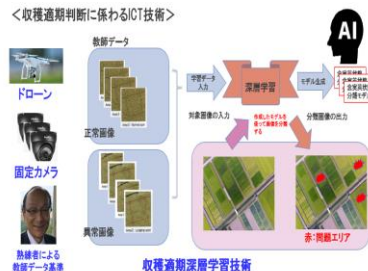 <収穫適期判断に係わるICT技術>
AI
教師データ
ドローン
正常画像
学習データ
入力
深層学習
モデル生成
対象画像の入力
分類画像の出力
固定カメラ
異常画像
熟練者による
教師データ基準
赤:問題エリア
収穫適期深層学習技術